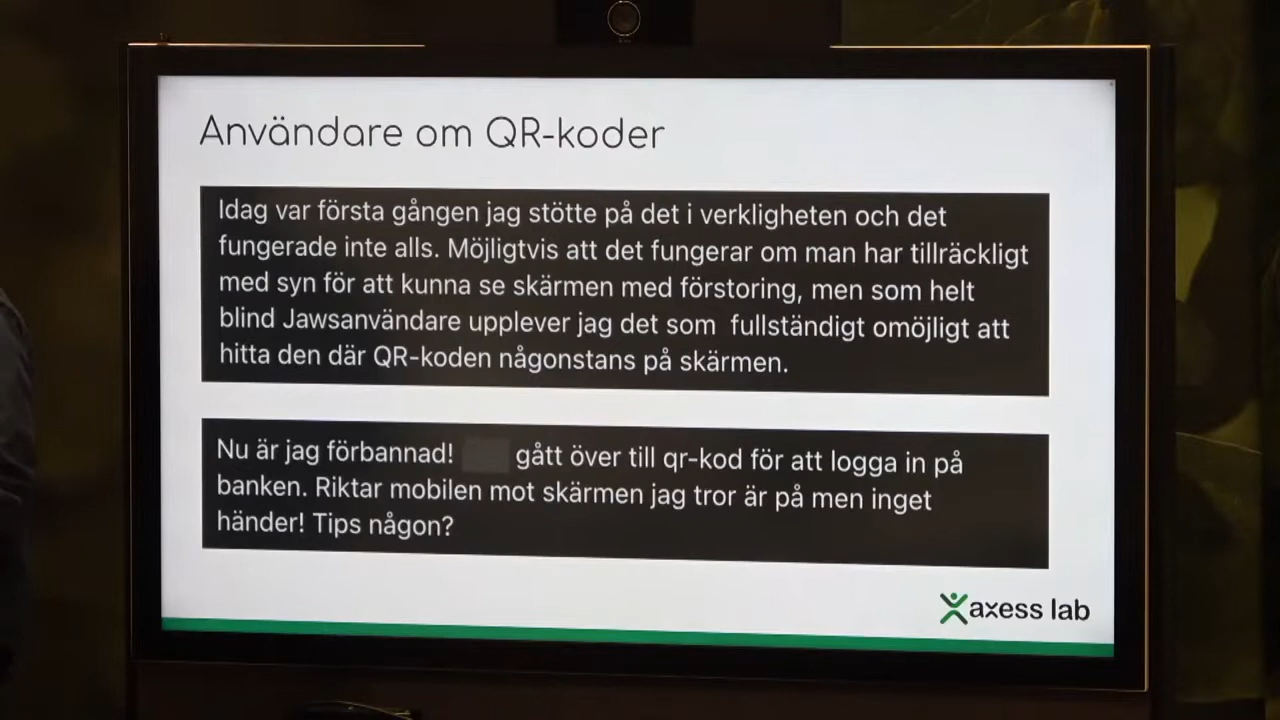 Användare om QR-koder
Idag var första gången jag stötte på det i verkligheten och det
fungerade inte alls. Möjligtvis att det fungerar om man har tillräckligt
med syn för att kunna se skärmen med förstoring, men som helt
blind Jawsanvändare upplever jag det som fullständigt omöjligt att
hitta den där QR-koden någonstans på skärmen.
Nu är jag förbannad! gått över till qr-kod för att logga in på
banken. Riktar mobilen mot skärmen jag tror är på men inget
händer! Tips någon?
axess lab